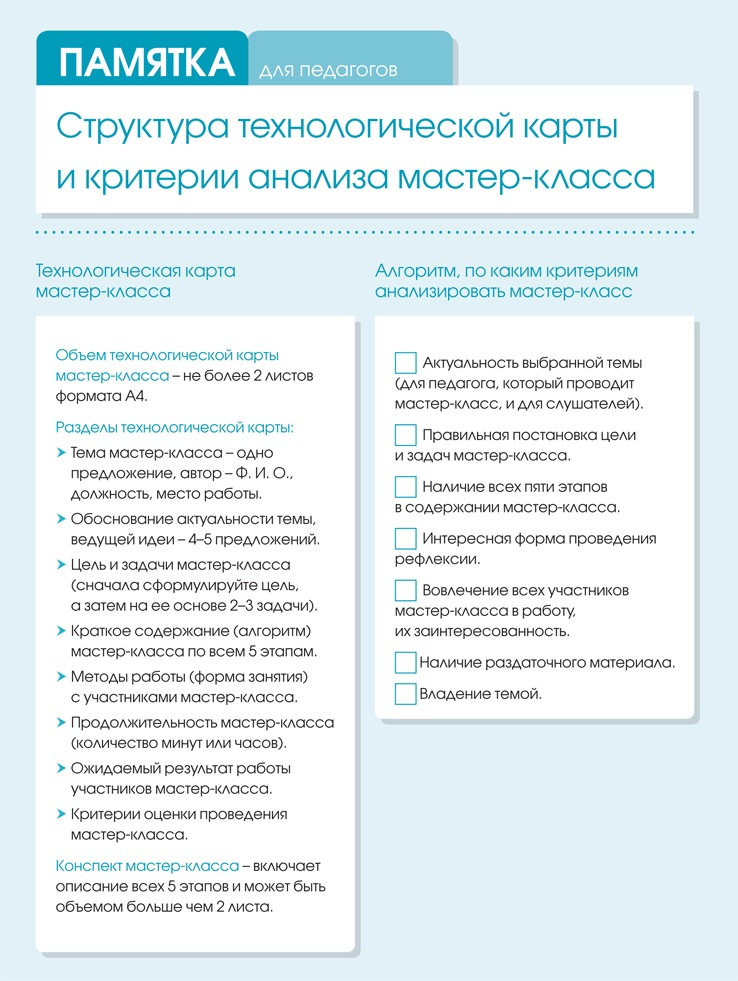 ПАМЯТКА для педагогов
Структура технологической карты
и критерии анализа мастер-класса
Технологическая карта
мастер-класса
Объем технологической карты
мастер-класса – не более 2 листов
формата А4.
Разделы технологической карты:
Тема мастер-класса – одно
предложение, автор – Ф. И. О.,
должность, место работы.
Обоснование актуальности темы,
ведущей идеи – 4–5 предложений.
Цель и задачи мастер-класса
(сначала сформулируйте цель,
а затем на ее основе 2–3 задачи).
Краткое содержание (алгоритм)
мастер-класса по всем 5 этапам.
Методы работы (форма занятия)
с участниками мастер-класса.
Продолжительность мастер-класса
(количество минут или часов).
Ожидаемый результат работы
участников мастер-класса.
Критерии оценки проведения
мастер-класса.
Конспект мастер-класса – включает
описание всех 5 этапов и может быть
объемом больше чем 2 листа.
Алгоритм, по каким критериям
анализировать мастер-класс
Актуальность выбранной темы
(для педагога, который проводит
мастер-класс, и для слушателей).
Правильная постановка цели
и задач мастер-класса.
Наличие всех пяти этапов
в содержании мастер-класса.
Интересная форма проведения
рефлексии.
Вовлечение всех участников
мастер-класса в работу,
их заинтересованность.
Наличие раздаточного материала.
Владение темой.